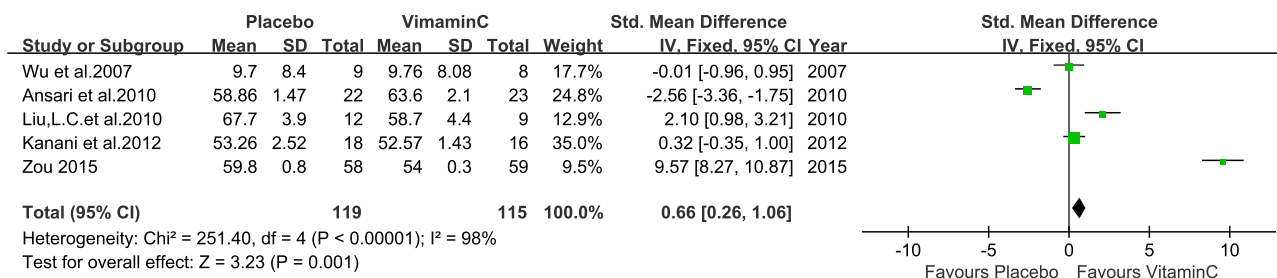 Placebo VimaminC Std. Mean Difference Std. Mean Difference
Study or Subgroup Mean SD Total Mean SD Total Weight IV, Fixed, 95% CI Year IV, Fixed, 95% CI
Wu et al.2007 9.7 8.4 9 9.76 8.08 8 17.7% -0.01 [-0.96, 0.95] 2007
Ansari et al.2010 58.86 1.47 22 63.6 2.1 23 24.8% -2.56 [-3.36, -1.75] 2010
Liu,L.C.et al.2010 67.7 3.9 12 58.7 4.4 9 12.9% 2.10 [0.98, 3.21] 2010
Kanani et al.2012 53.26 2.52 18 52.57 1.43 16 35.0% 0.32 [-0.35, 1.00] 2012
Zou 2015 59.8 0.8 58 54 0.3 59 9.5% 9.57 [8.27, 10.87] 2015
Total (95% CI) 119 115 100.0% 0.66 [0.26, 1.06]
Heterogeneity: Chi² = 251.40, df = 4 (P < 0.00001); I² = 98%
Test for overall effect: Z = 3.23 (P = 0.001)
-10 -5 0 5 10
Favours Placebo Favours VitaminC